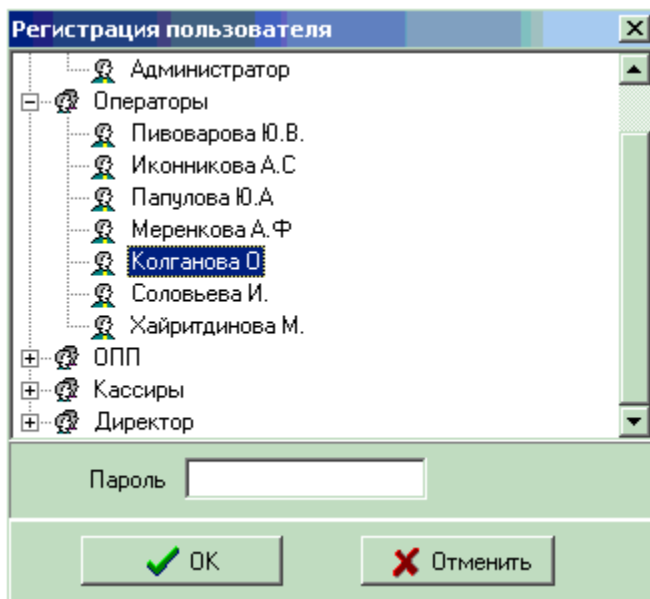 Регистрация пользователя
Администратор
Операторы
Пивоварова Ю.В.
Иконникова А.С
Папулова Ю.А
Меренкова А.Ф
Колганова О
Соловьева И.
Хайритдинова М.
ОПП
Кассиры
Директор
Пароль
OK
Отменить